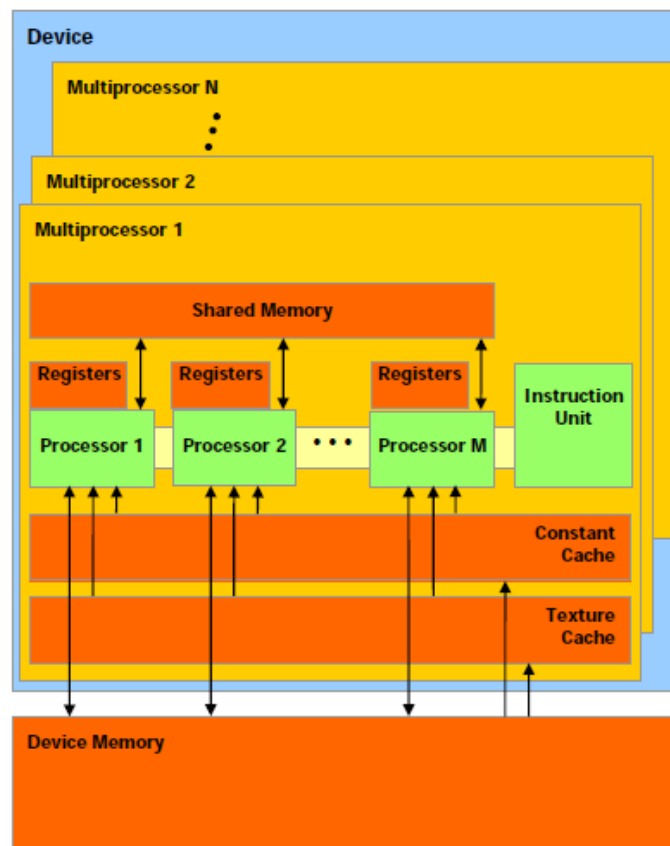 Device
Multiprocessor N
Multiprocessor 2
Multiprocessor 1
Shared Memory
Registers
Registers
Registers
Instruction
Unit
Processor 1
Processor 2
• • •
Processor M
Constant
Cache
Texture
Cache
Device Memory